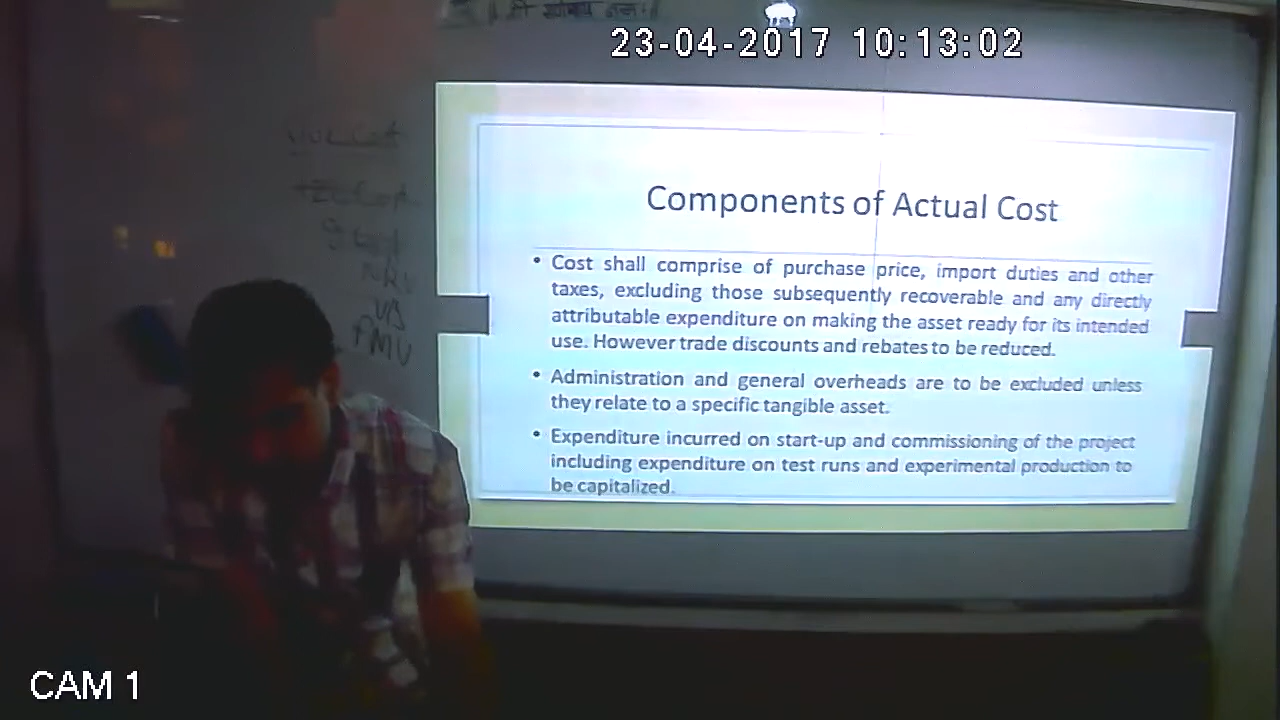 23-04-2017 10:13:02
Components of Actual Cost
• Cost shall comprise of purchase price, import duties and other
taxes, excluding those subsequently recoverable and any directly
attributable expenditure on making the asset ready for its intended
use. However trade discounts and rebates to be reduced.
• Administration and general overheads are to be excluded unless
they relate to a specific tangible asset.
• Expenditure incurred on start-up and commissioning of the project
including expenditure on test runs and experimental production to
be capitalized.
PMV
CAM 1